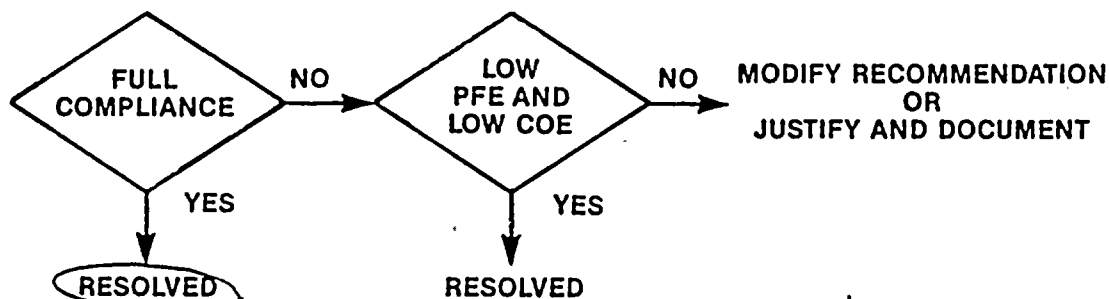 FULL
COMPLIANCE
NO
LOW
PFE AND
LOW COE
NO
MODIFY RECOMMENDATION
OR
JUSTIFY AND DOCUMENT
YES
YES
RESOLVED
RESOLVED